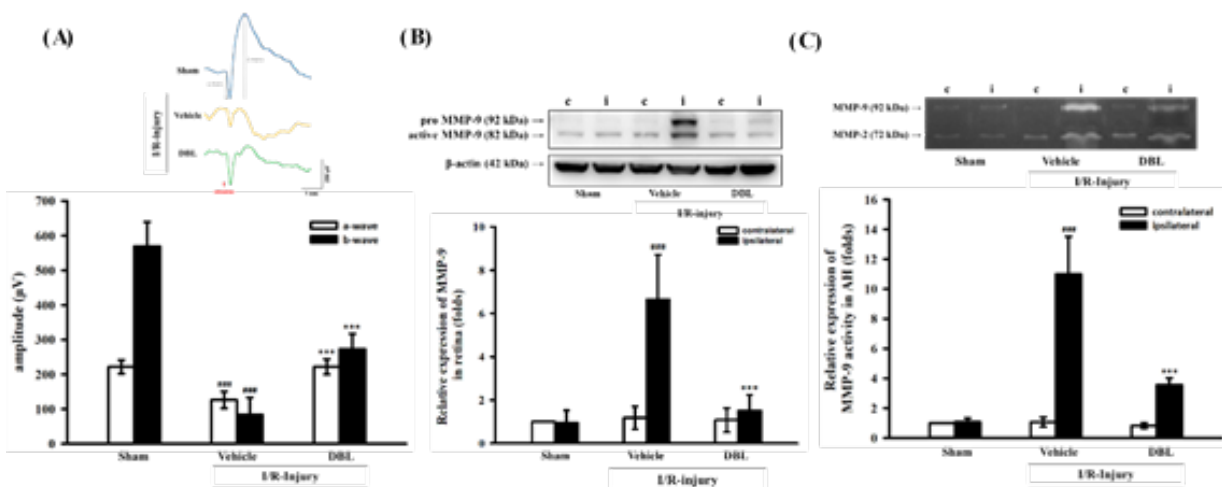 (A)
Sham
Vehicle
DBL
I/R-Injury
700
600
500
400
300
200
100
0
amplitude (µV)
a-wave
b-wave
###
###
***
***
Sham
Vehicle
DBL
I/R-Injury
(B)
c i c i c i
pro MMP-9 (92 kDa) →
active MMP-9 (82 kDa) →
β-actin (42 kDa) →
Sham
Vehicle
DBL
I/R-injury
10
8
6
4
2
0
Relative expression of MMP-9
in retina (folds)
contralateral
ipsilateral
###
***
Sham
Vehicle
DBL
I/R-injury
(C)
c i c i c i
MMP-9 (92 kDa) →
MMP-2 (72 kDa) →
Sham
Vehicle
DBL
I/R-Injury
16
14
12
10
8
6
4
2
0
Relative expression of
MMP-9 activity in AH (folds)
contralateral
ipsilateral
###
***
Sham
Vehicle
DBL
I/R-Injury